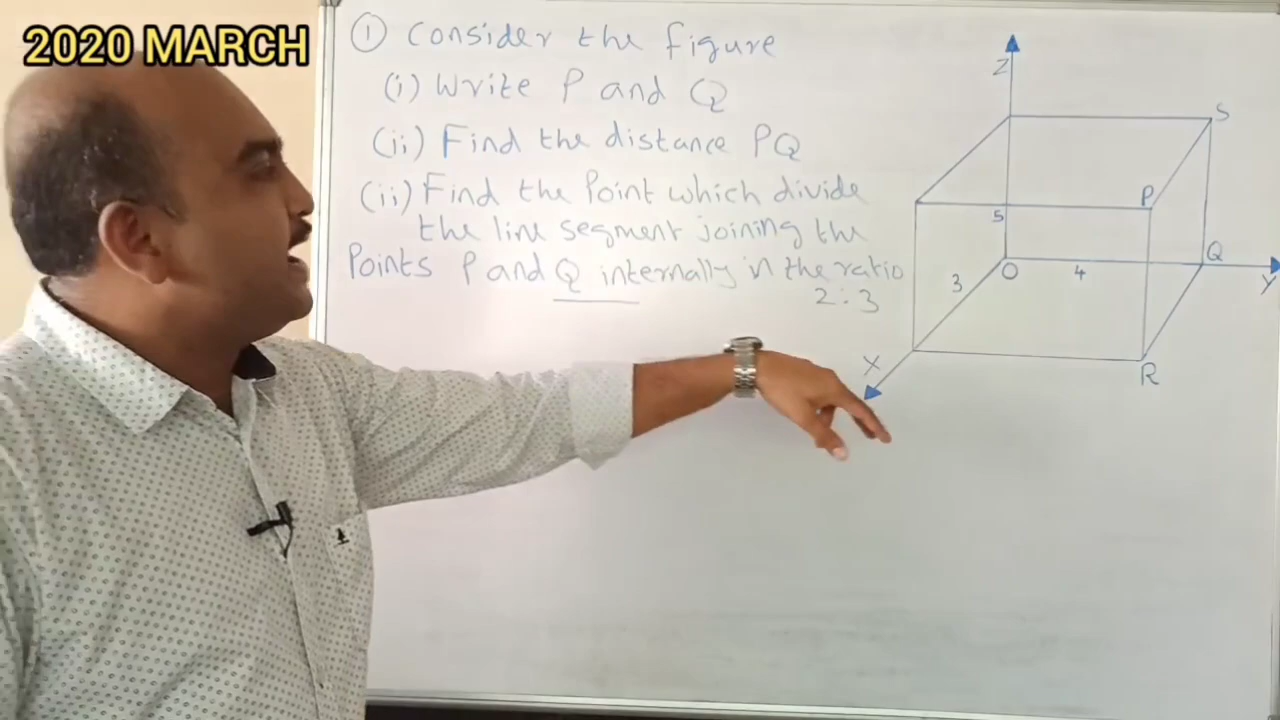 2020 MARCH
① Consider the figure
(i) Write P and Q
(ii) Find the distance PQ
(ii) Find the Point which divide
the line segment joining the
Points P and Q internally in the ratio
2:3
Z
S
P
5
Q
3
O
4
Y
X
R